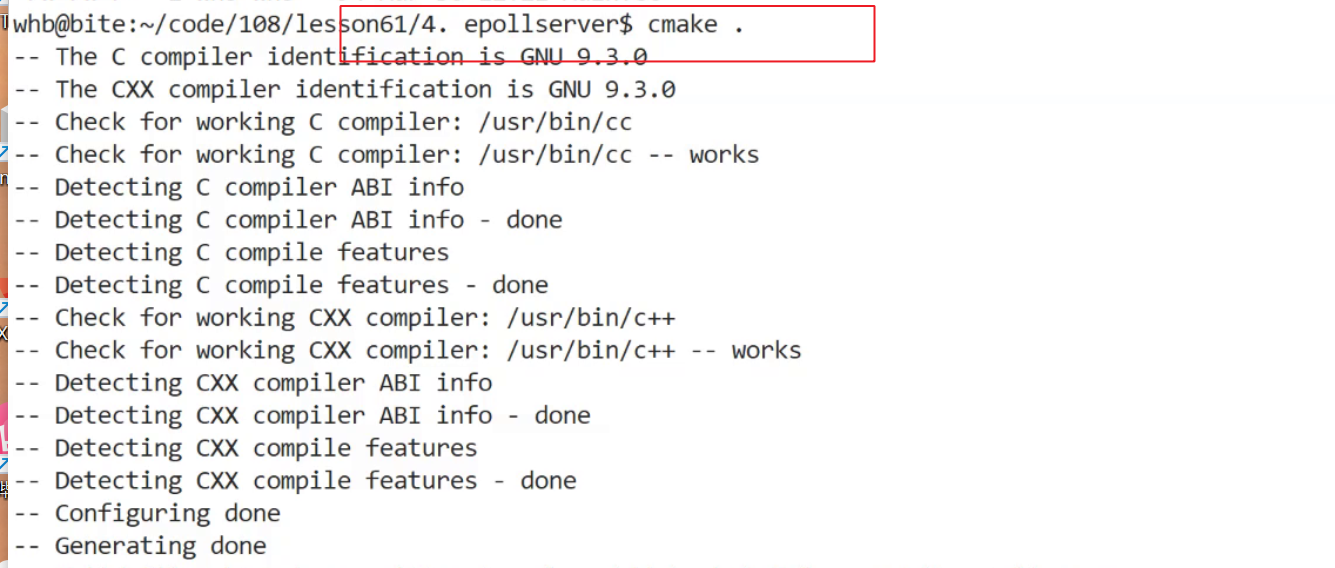 whb@bite:~/code/108/lesson61/4. epollserver$ cmake .
-- The C compiler identification is GNU 9.3.0
-- The CXX compiler identification is GNU 9.3.0
-- Check for working C compiler: /usr/bin/cc
-- Check for working C compiler: /usr/bin/cc -- works
-- Detecting C compiler ABI info
-- Detecting C compiler ABI info - done
-- Detecting C compile features
-- Detecting C compile features - done
-- Check for working CXX compiler: /usr/bin/c++
-- Check for working CXX compiler: /usr/bin/c++ -- works
-- Detecting CXX compiler ABI info
-- Detecting CXX compiler ABI info - done
-- Detecting CXX compile features
-- Detecting CXX compile features - done
-- Configuring done
-- Generating done